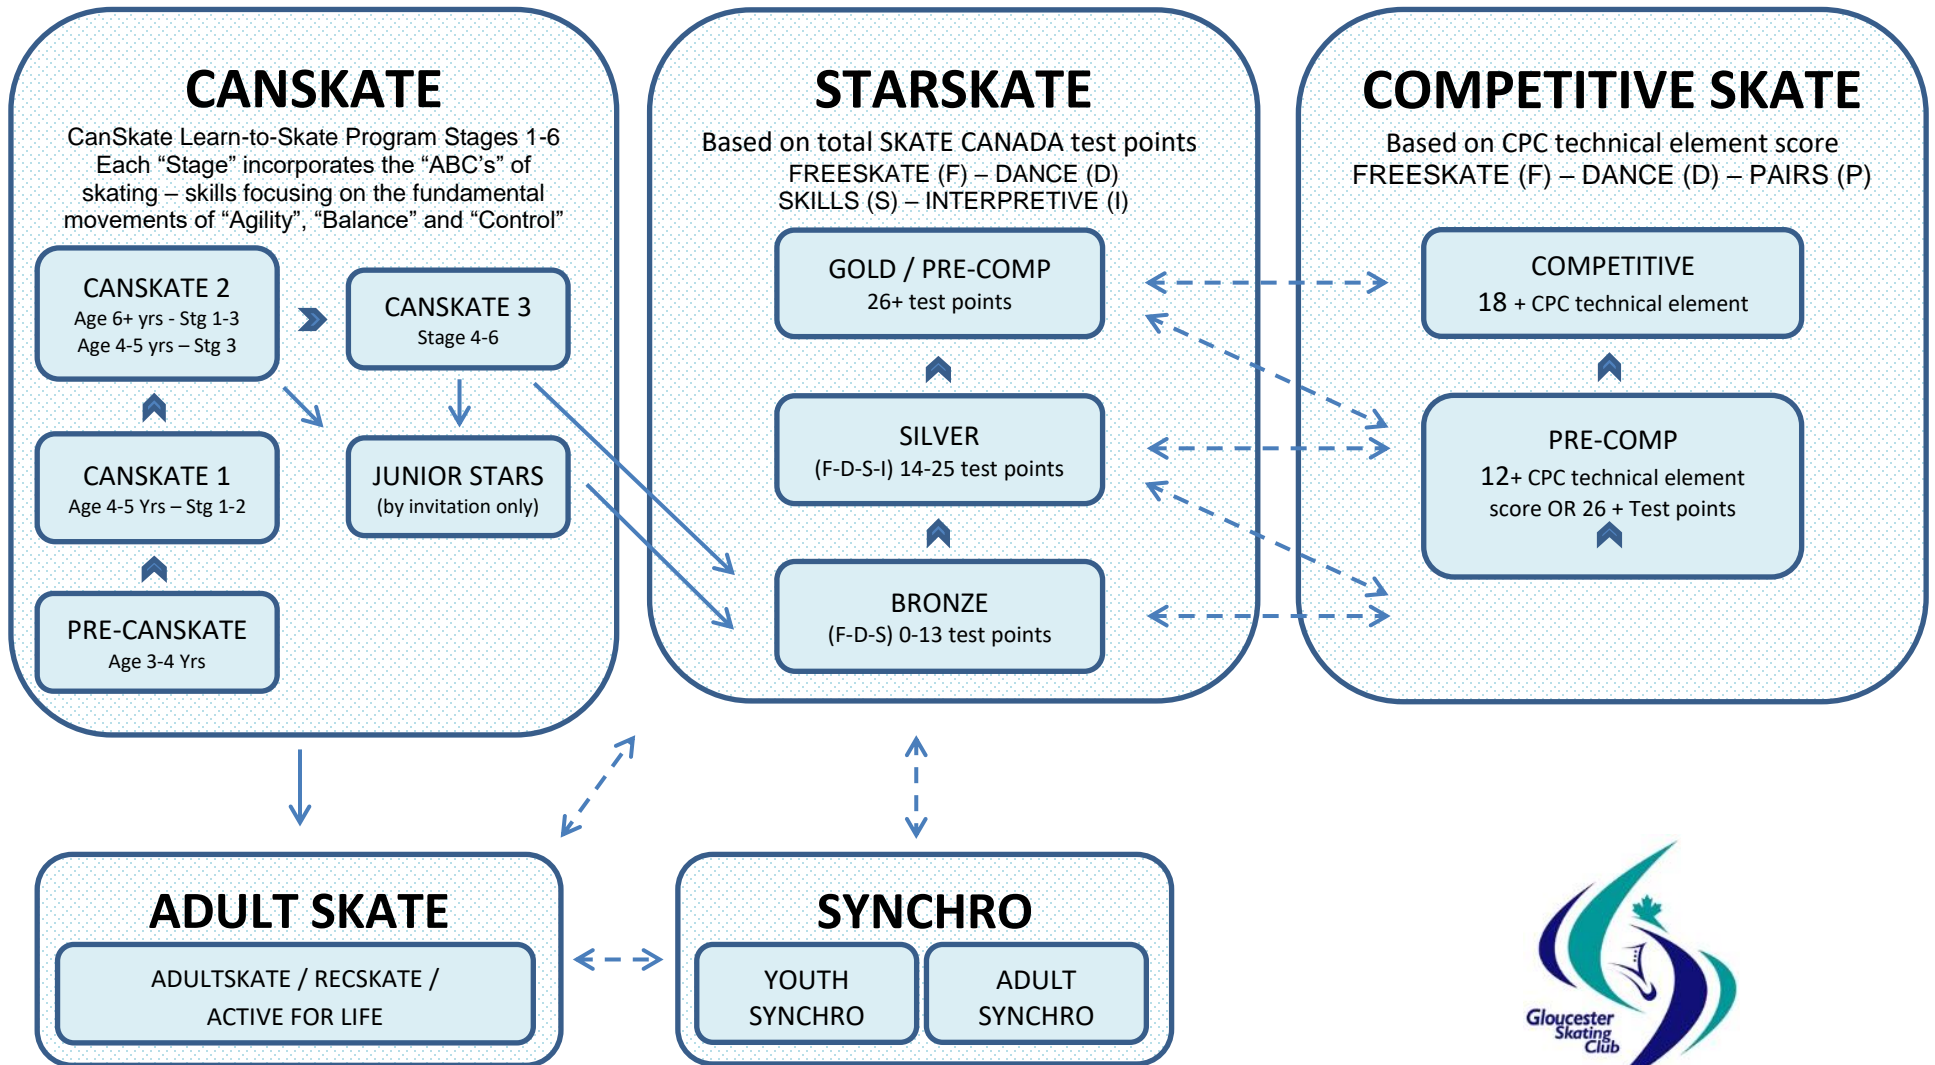 CANSKATE
CanSkate Learn-to-Skate Program Stages 1-6
Each “Stage” incorporates the “ABC’s” of
skating – skills focusing on the fundamental
movements of “Agility”, “Balance” and “Control”
CANSKATE 2
Age 6+ yrs - Stg 1-3
Age 4-5 yrs – Stg 3
CANSKATE 3
Stage 4-6
CANSKATE 1
Age 4-5 Yrs – Stg 1-2
JUNIOR STARS
(by invitation only)
PRE-CANSKATE
Age 3-4 Yrs
STARSKATE
Based on total SKATE CANADA test points
FREESKATE (F) – DANCE (D)
SKILLS (S) – INTERPRETIVE (I)
GOLD / PRE-COMP
26+ test points
SILVER
(F-D-S-I) 14-25 test points
BRONZE
(F-D-S) 0-13 test points
COMPETITIVE SKATE
Based on CPC technical element score
FREESKATE (F) – DANCE (D) – PAIRS (P)
COMPETITIVE
18 + CPC technical element
PRE-COMP
12+ CPC technical element
score OR 26 + Test points
ADULT SKATE
ADULTSKATE / RECSKATE /
ACTIVE FOR LIFE
SYNCHRO
YOUTH
SYNCHRO
ADULT
SYNCHRO
Gloucester
Skating
Club